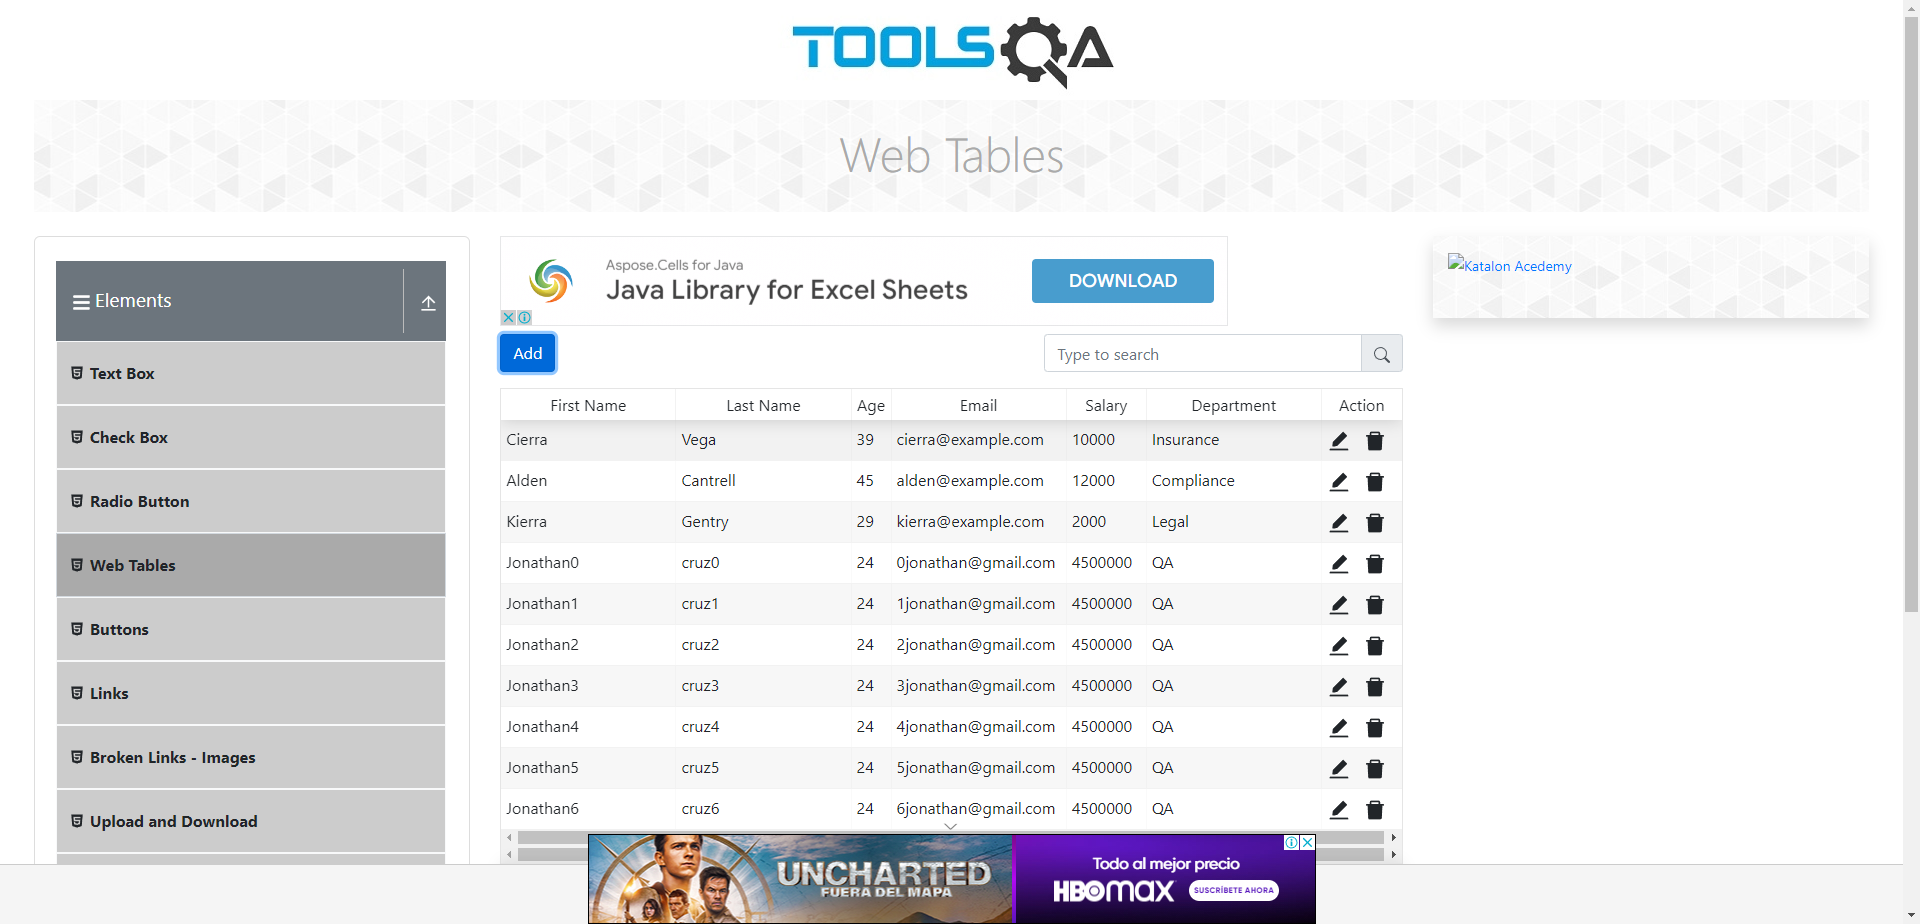 TOOLSQA
Web Tables
Elements
Text Box
Check Box
Radio Button
Web Tables
Buttons
Links
Broken Links - Images
Upload and Download
Aspose.Cells for Java
Java Library for Excel Sheets
DOWNLOAD
Katalon Acedemy
Add
Type to search
First Name Last Name Age Email Salary Department Action
Cierra Vega 39 cierra@example.com 10000 Insurance
Alden Cantrell 45 alden@example.com 12000 Compliance
Kierra Gentry 29 kierra@example.com 2000 Legal
Jonathan0 cruz0 24 0jonathan@gmail.com 4500000 QA
Jonathan1 cruz1 24 1jonathan@gmail.com 4500000 QA
Jonathan2 cruz2 24 2jonathan@gmail.com 4500000 QA
Jonathan3 cruz3 24 3jonathan@gmail.com 4500000 QA
Jonathan4 cruz4 24 4jonathan@gmail.com 4500000 QA
Jonathan5 cruz5 24 5jonathan@gmail.com 4500000 QA
Jonathan6 cruz6 24 6jonathan@gmail.com 4500000 QA
UNCHARTED
FUERA DEL MAPA
Todo al mejor precio
HBOMAX
SUSCRÍBETE AHORA